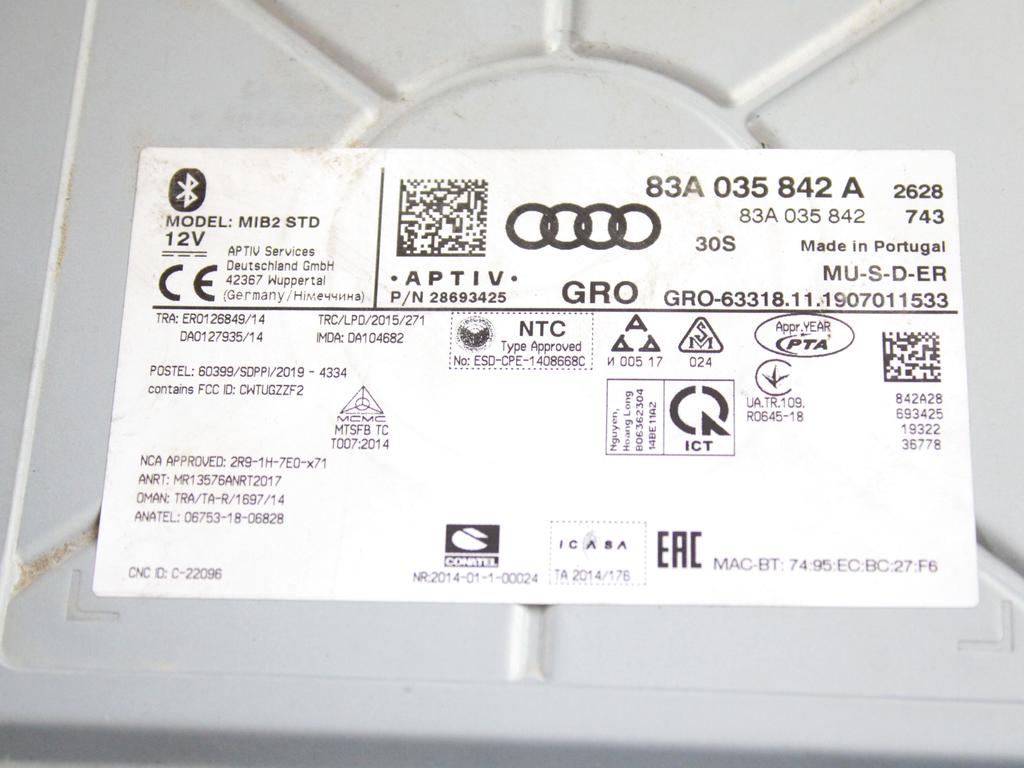 MODEL: MIB2 STD
12V
APTIV Services
Deutschland GmbH
42367 Wuppertal
(Germany/Німеччина)
CE
• A P T I V •
P/N 28693425
83A 035 842 A 2628
83A 035 842 743
30S Made in Portugal
MU-S-D-ER
GRO GRO-63318.11.1907011533
TRA: ER0126849/14 TRC/LPD/2015/271
DA0127935/14 IMDA: DA104682
NTC
Type Approved
No: ESD-CPE-1408668C
И 005 17
024
Appr.YEAR
PTA
POSTEL: 60399/SDPPI/2019 - 4334
contains FCC ID: CWTUGZZF2
MCMC
MTSFB TC
T007:2014
Nguyen,
Hoang Long
B06362304
14BE11A2
ICT
UA.TR.109.
R0645-18
842A28
693425
19322
36778
NCA APPROVED: 2R9-1H-7E0-x71
ANRT: MR13576ANRT2017
OMAN: TRA/TA-R/1697/14
ANATEL: 06753-18-06828
CNC ID: C-22096
CONATEL
NR:2014-01-1-00024
I C A S A
TA 2014/176
EAC
MAC-BT: 74:95:EC:BC:27:F6